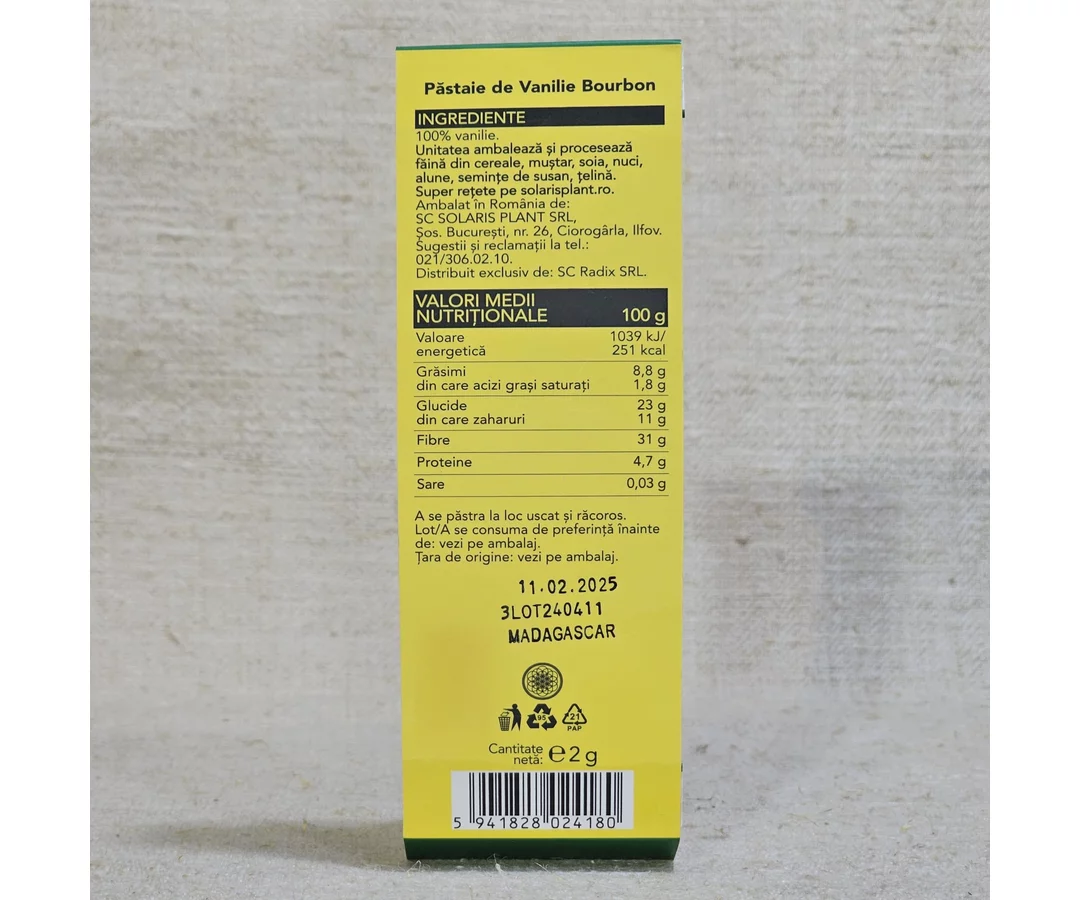 Păstaie de Vanilie Bourbon
INGREDIENTE
100% vanilie.
Unitatea ambalează și procesează
făină din cereale, muștar, soia, nuci,
alune, semințe de susan, țelină.
Super rețete pe solarisplant.ro.
Ambalat în România de:
SC SOLARIS PLANT SRL,
Șos. București, nr. 26, Ciorogârla, Ilfov.
Sugestii și reclamații la tel.:
021/306.02.10.
Distribuit exclusiv de: SC Radix SRL.
VALORI MEDII
NUTRIȚIONALE 100 g
Valoare 1039 kJ/
energetică 251 kcal
Grăsimi 8,8 g
din care acizi grași saturați 1,8 g
Glucide 23 g
din care zaharuri 11 g
Fibre 31 g
Proteine 4,7 g
Sare 0,03 g
A se păstra la loc uscat și răcoros.
Lot/A se consuma de preferință înainte
de: vezi pe ambalaj.
Țara de origine: vezi pe ambalaj.
11.02.2025
3LOT240411
MADAGASCAR
95
21
PAP
Cantitate
netă: ℮ 2 g
5 941828 024180